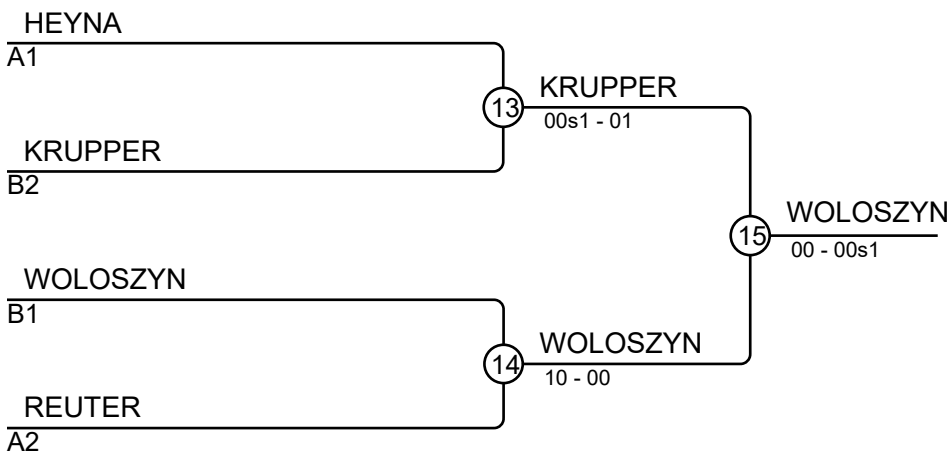 HEYNA
A1
13
KRUPPER
00s1 - 01
KRUPPER
B2
WOLOSZYN
15
00 - 00s1
WOLOSZYN
B1
14
WOLOSZYN
10 - 00
REUTER
A2